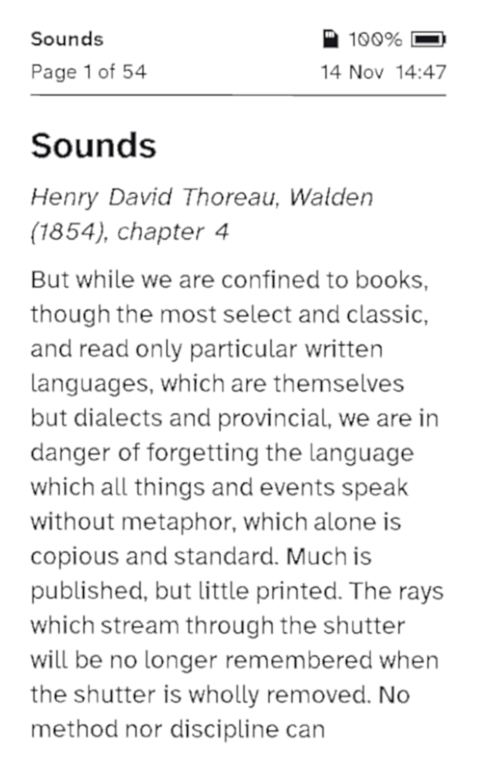 Sounds 100%
Page 1 of 54 14 Nov 14:47
Sounds
Henry David Thoreau, Walden
(1854), chapter 4
But while we are confined to books,
though the most select and classic,
and read only particular written
languages, which are themselves
but dialects and provincial, we are in
danger of forgetting the language
which all things and events speak
without metaphor, which alone is
copious and standard. Much is
published, but little printed. The rays
which stream through the shutter
will be no longer remembered when
the shutter is wholly removed. No
method nor discipline can